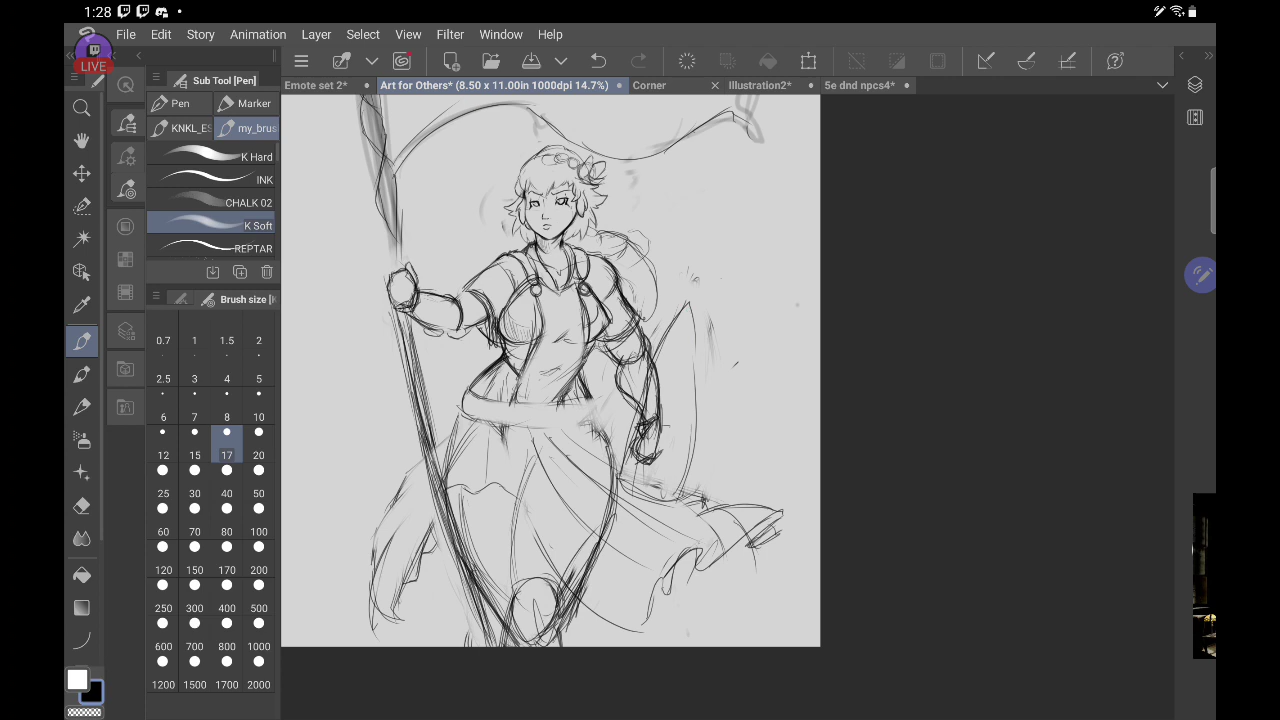 1:28
File Edit Story Animation Layer Select View Filter Window Help
LIVE
Sub Tool [Pen]
Emote set 2* Art for Others* (8.50 x 11.00in 1000dpi 14.7%) Corner Illustration2* 5e dnd npcs4*
Pen Marker
KNKL_ES my_brus
K Hard
INK
CHALK 02
K Soft
REPTAR
Brush size [K
0.7 1 1.5 2
2.5 3 4 5
6 7 8 10
12 15 17 20
25 30 40 50
60 70 80 100
120 150 170 200
250 300 400 500
600 700 800 1000
1200 1500 1700 2000